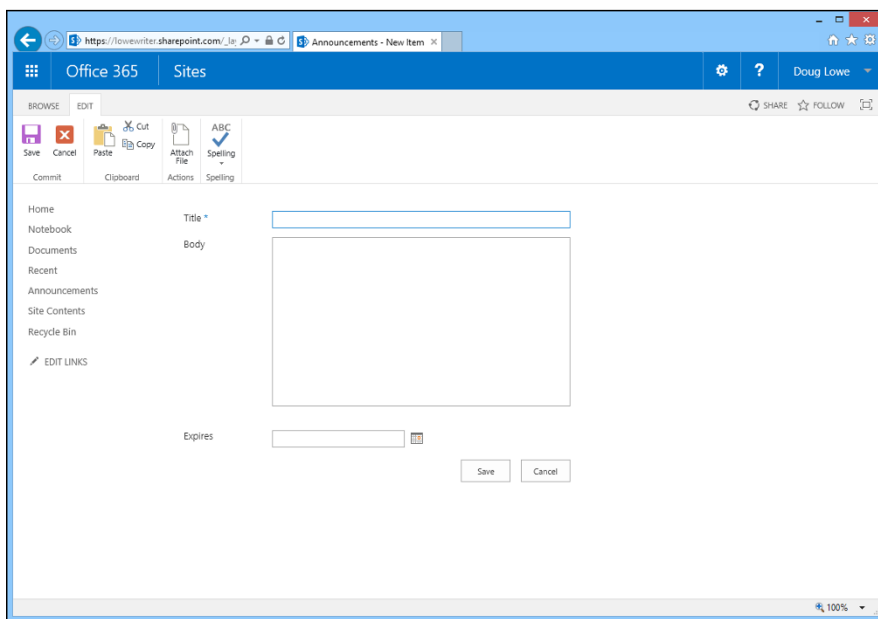 https://lowewriter.sharepoint.com/_la
Announcements - New Item
Office 365 Sites ? Doug Lowe
BROWSE EDIT SHARE FOLLOW
Save Cancel Paste Cut Copy Attach File ABC Spelling
Commit Clipboard Actions Spelling
Home
Notebook
Documents
Recent
Announcements
Site Contents
Recycle Bin
EDIT LINKS
Title *
Body
Expires
Save Cancel
100%